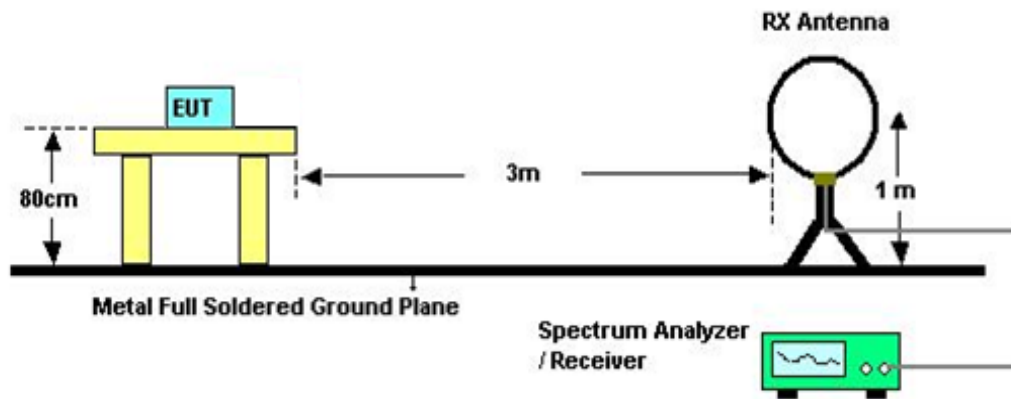 RX Antenna
EUT
80cm
3m
1 m
Metal Full Soldered Ground Plane
Spectrum Analyzer
/ Receiver